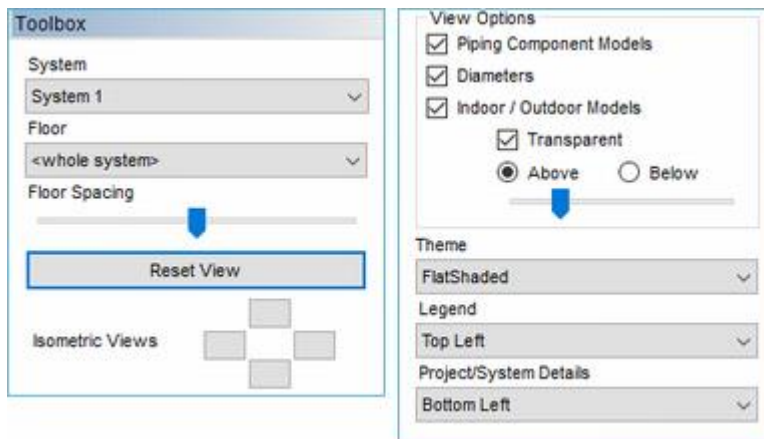 Toolbox
System
System 1
Floor
<whole system>
Floor Spacing
Reset View
Isometric Views
View Options
Piping Component Models
Diameters
Indoor / Outdoor Models
Transparent
Above Below
Theme
FlatShaded
Legend
Top Left
Project/System Details
Bottom Left